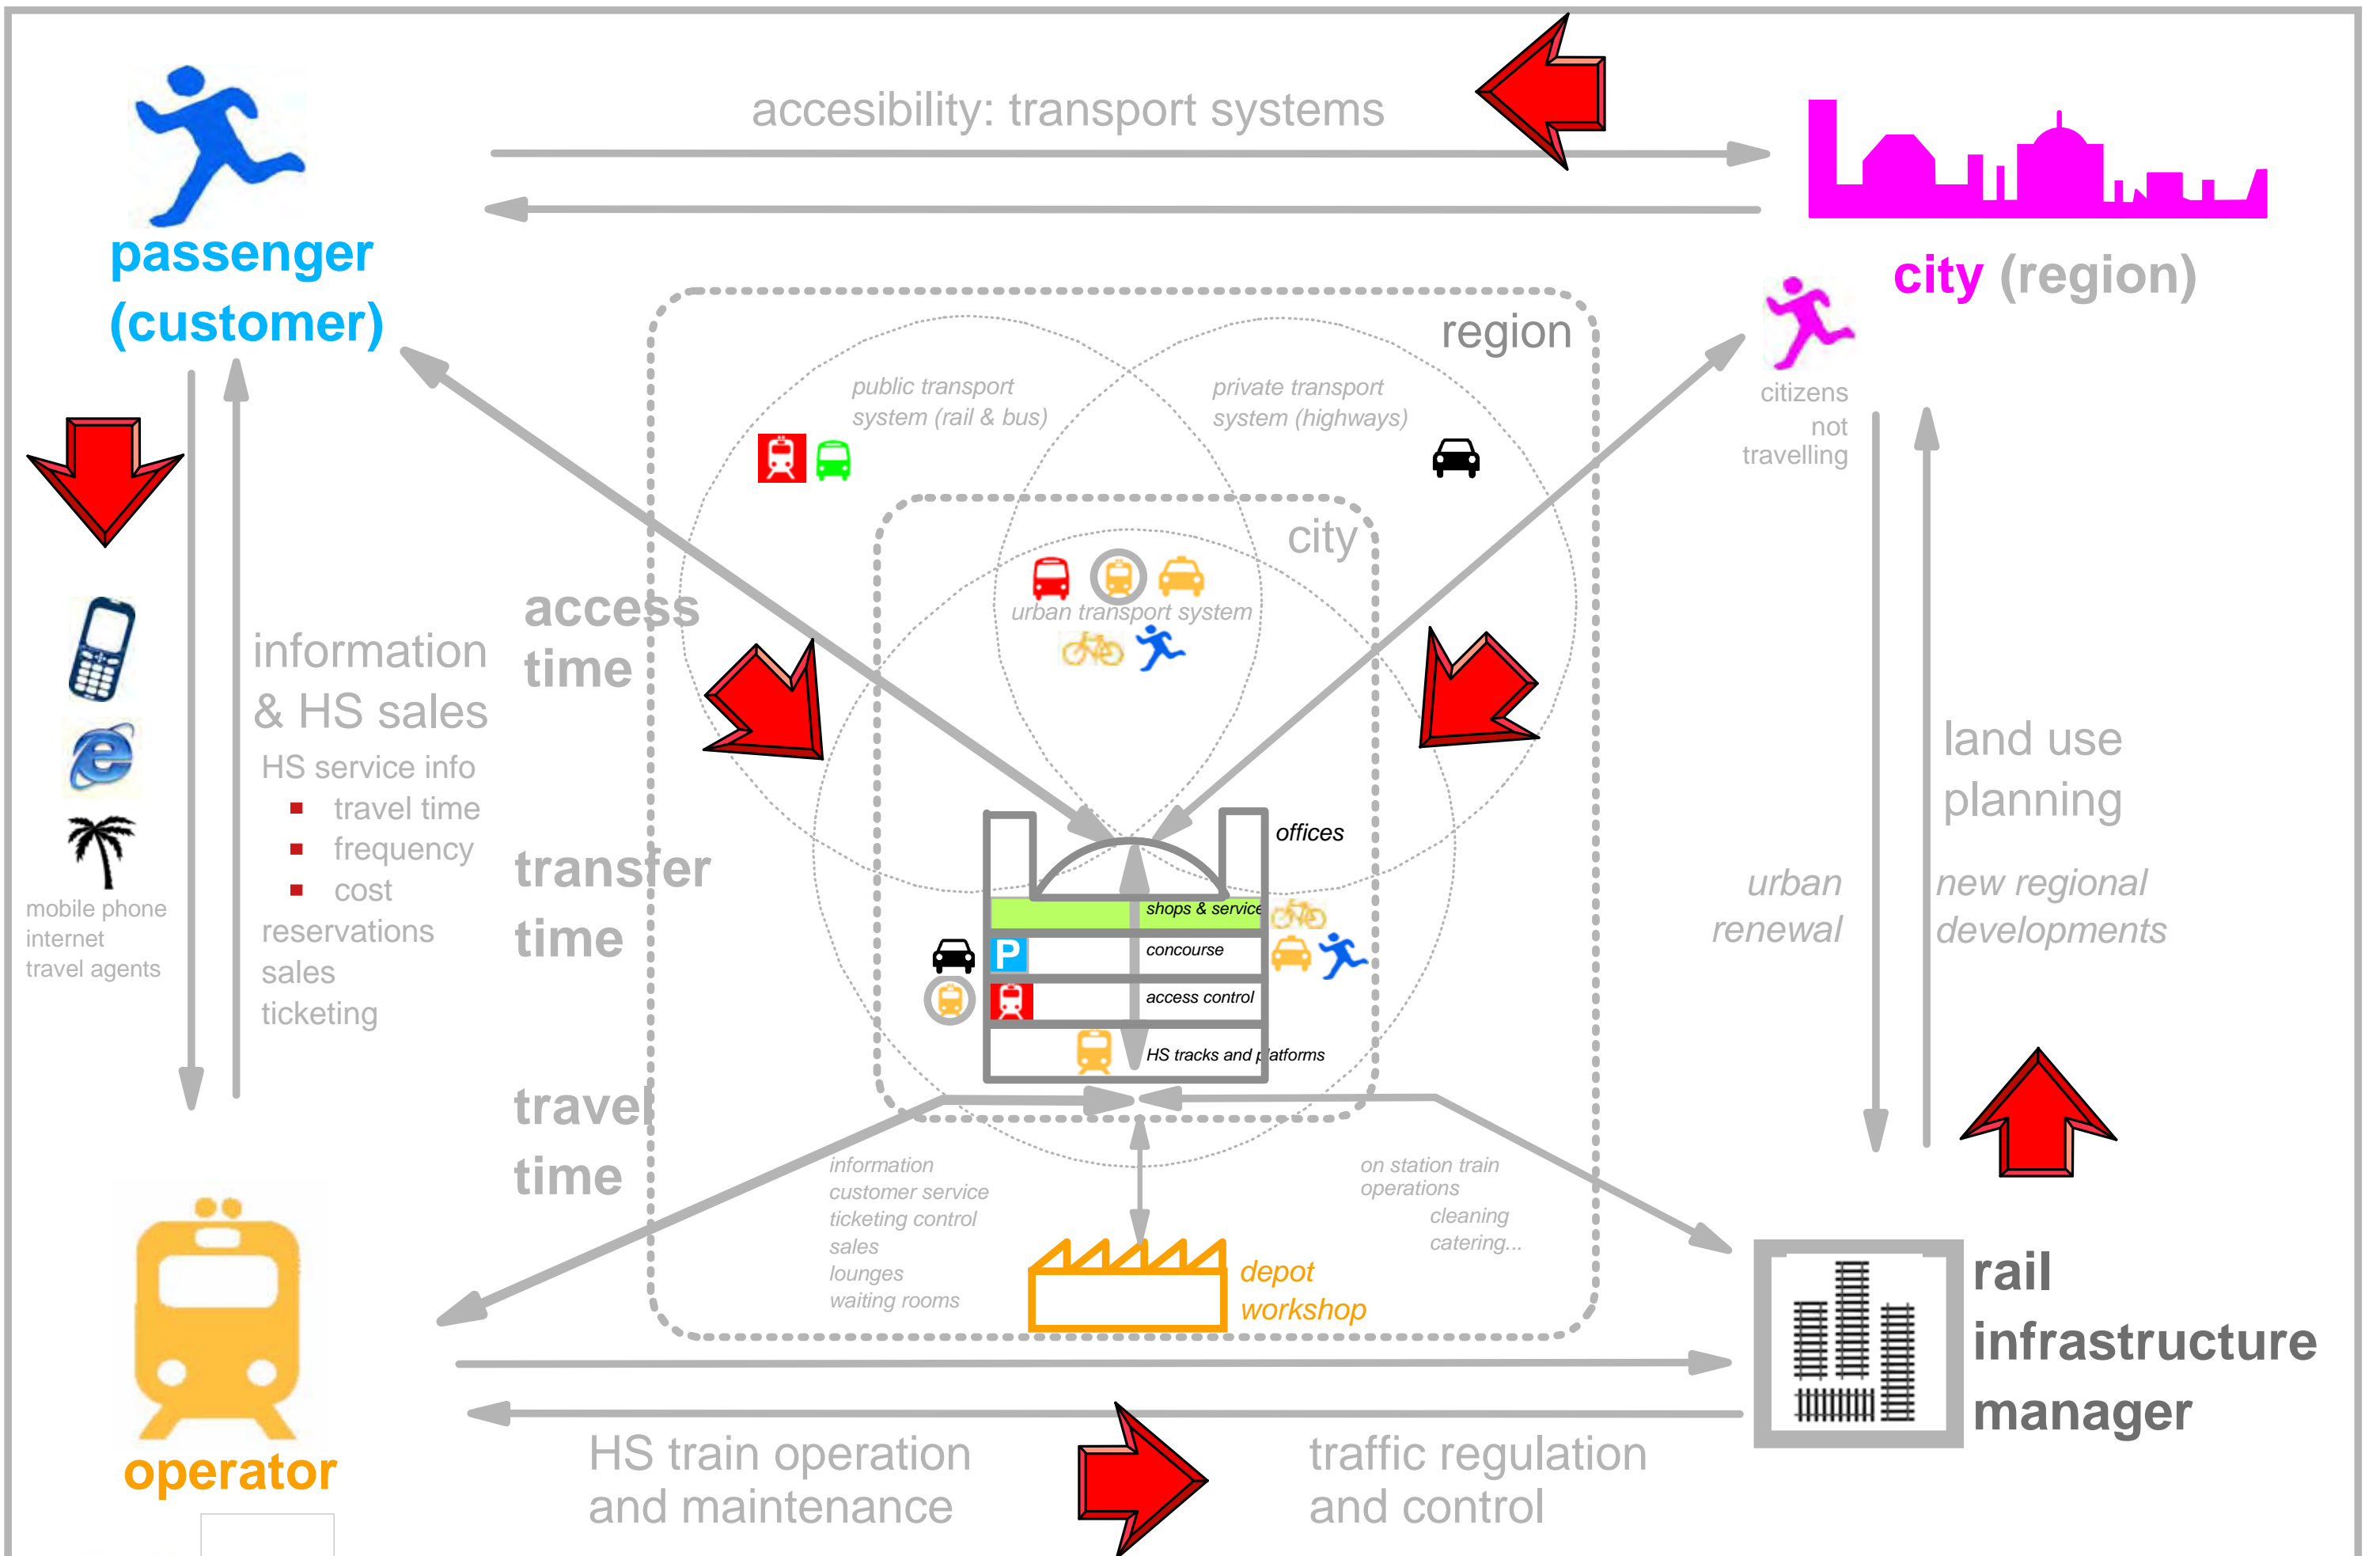 accesibility: transport systems
passenger
(customer)
city (region)
citizens
not
travelling
region
public transport
system (rail & bus)
private transport
system (highways)
city
urban transport system
access
time
information
& HS sales
HS service info
travel time
frequency
cost
reservations
sales
ticketing
mobile phone
internet
travel agents
transfer
time
offices
shops & service
P
concourse
access control
HS tracks and platforms
land use
planning
urban
renewal
new regional
developments
travel
time
information
customer service
ticketing control
sales
lounges
waiting rooms
on station train
operations
cleaning
catering...
depot
workshop
operator
rail
infrastructure
manager
HS train operation
and maintenance
traffic regulation
and control